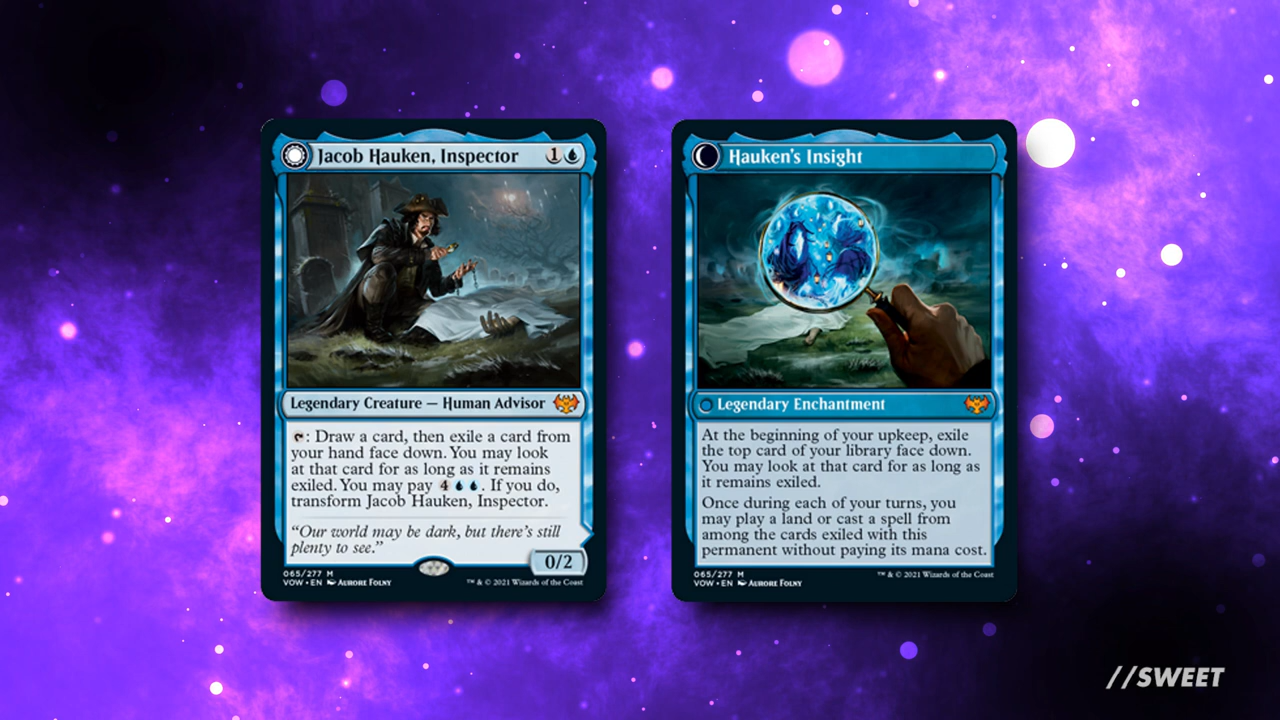 Jacob Hauken, Inspector 1
Legendary Creature — Human Advisor
: Draw a card, then exile a card from
your hand face down. You may look
at that card for as long as it remains
exiled. You may pay 4. If you do,
transform Jacob Hauken, Inspector.
“Our world may be dark, but there’s still
plenty to see.”
0/2
065/277 M
VOW • EN Aurore Folny
™ & © 2021 Wizards of the Coast
Hauken’s Insight
Legendary Enchantment
At the beginning of your upkeep, exile
the top card of your library face down.
You may look at that card for as long as
it remains exiled.
Once during each of your turns, you
may play a land or cast a spell from
among the cards exiled with this
permanent without paying its mana cost.
065/277 M
VOW • EN Aurore Folny
™ & © 2021 Wizards of the Coast
//SWEET